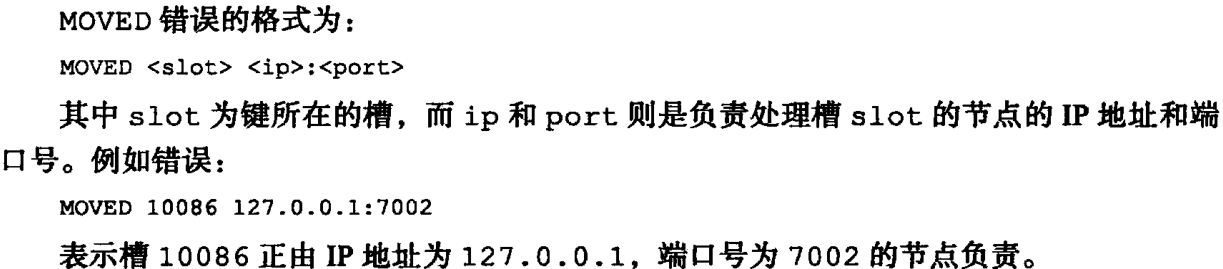 MOVED 错误的格式为：
MOVED <slot> <ip>:<port>
其中 slot 为键所在的槽，而 ip 和 port 则是负责处理槽 slot 的节点的 IP 地址和端
口号。例如错误：
MOVED 10086 127.0.0.1:7002
表示槽 10086 正由 IP 地址为 127.0.0.1，端口号为 7002 的节点负责。